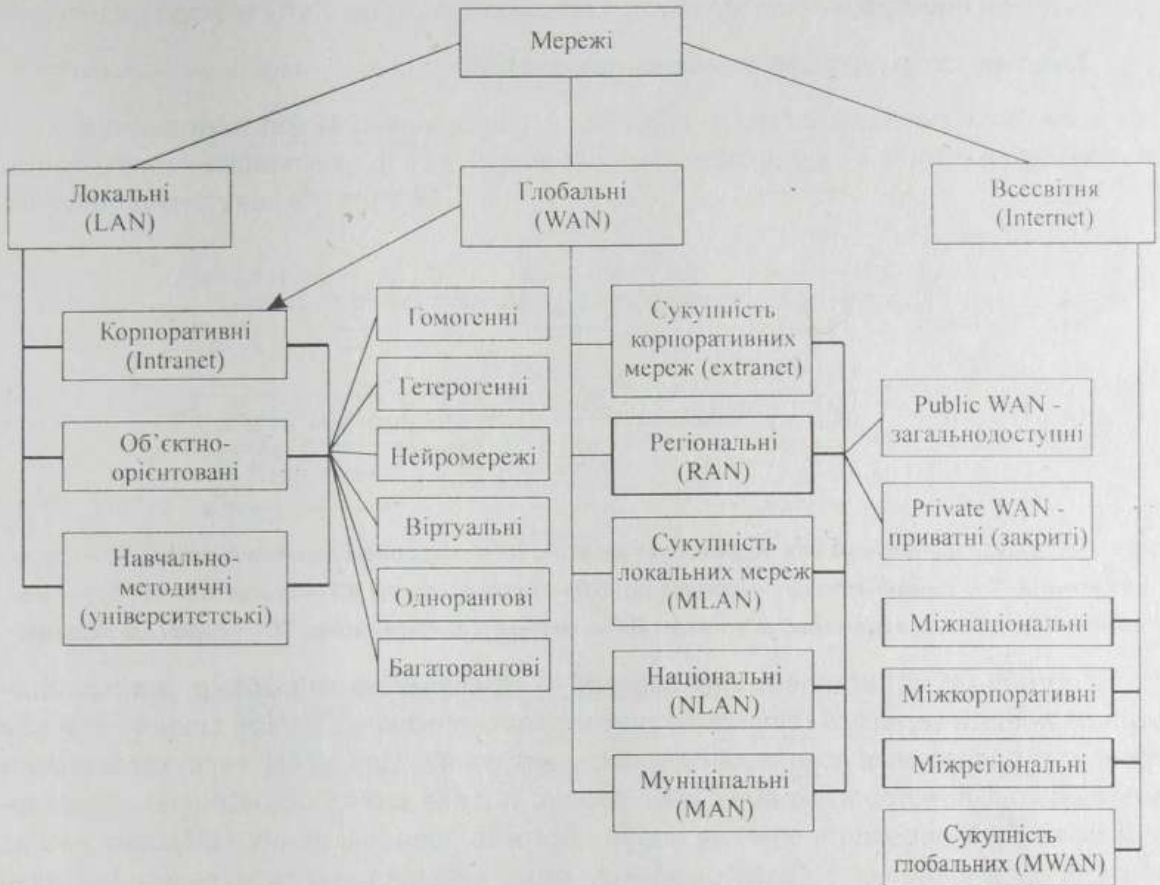 Мережі
Локальні
(LAN)
Глобальні
(WAN)
Всесвітня
(Internet)
Корпоративні
(Intranet)
Об’єктно-
орієнтовані
Навчально-
методичні
(університетські)
Гомогенні
Гетерогенні
Нейромережі
Віртуальні
Однорангові
Багаторангові
Сукупність
корпоративних
мереж (extranet)
Регіональні
(RAN)
Сукупність
локальних мереж
(MLAN)
Національні
(NLAN)
Муніципальні
(MAN)
Public WAN -
загальнодоступні
Private WAN -
приватні (закриті)
Міжнаціональні
Міжкорпоративні
Міжрегіональні
Сукупність
глобальних (MWAN)